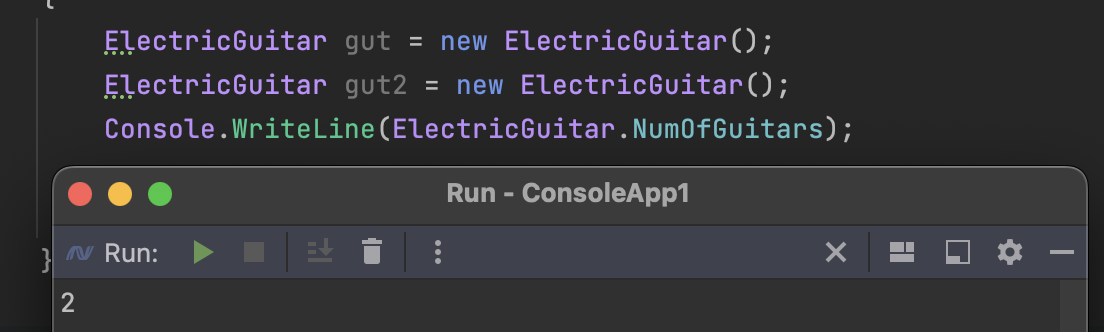 {
ElectricGuitar gut = new ElectricGuitar();
ElectricGuitar gut2 = new ElectricGuitar();
Console.WriteLine(ElectricGuitar.NumOfGuitars);
Run - ConsoleApp1
}
Run:
2